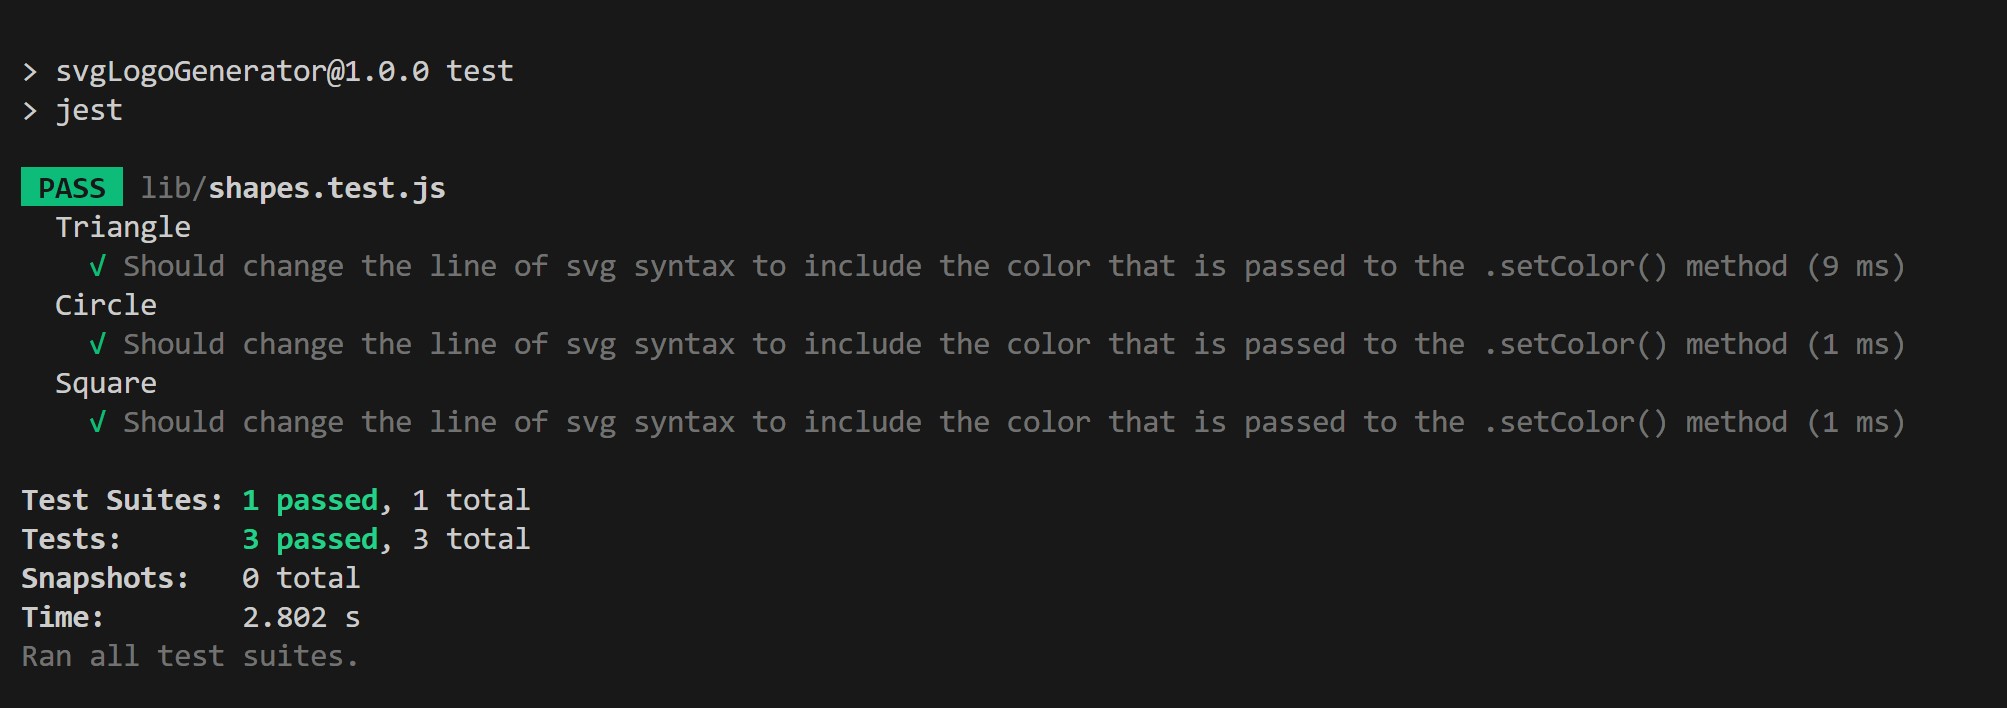 > svgLogoGenerator@1.0.0 test
> jest
PASS lib/shapes.test.js
Triangle
√ Should change the line of svg syntax to include the color that is passed to the .setColor() method (9 ms)
Circle
√ Should change the line of svg syntax to include the color that is passed to the .setColor() method (1 ms)
Square
√ Should change the line of svg syntax to include the color that is passed to the .setColor() method (1 ms)
Test Suites: 1 passed, 1 total
Tests: 3 passed, 3 total
Snapshots: 0 total
Time: 2.802 s
Ran all test suites.